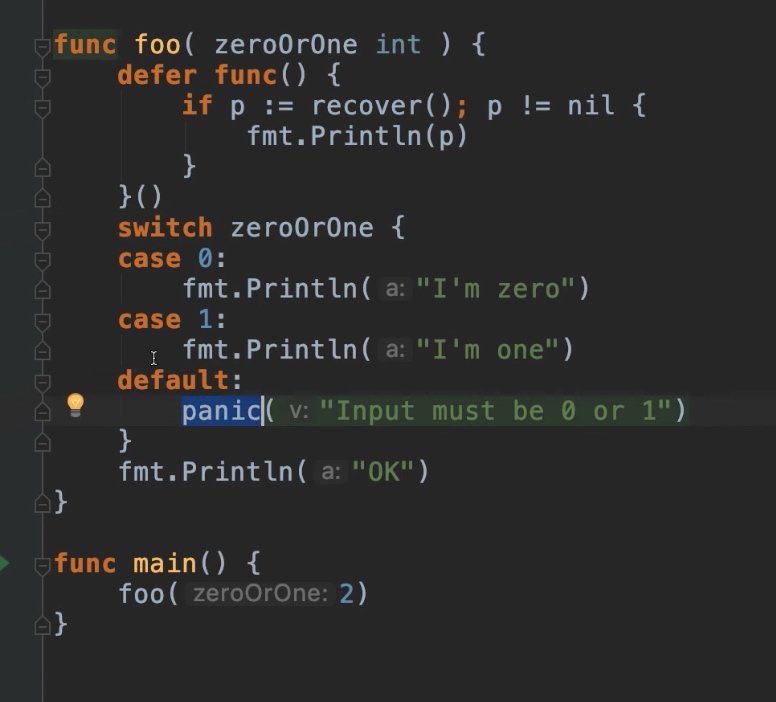 func foo( zeroOrOne int ) {
defer func() {
if p := recover(); p != nil {
fmt.Println(p)
}
}()
switch zeroOrOne {
case 0:
fmt.Println( a: "I'm zero")
case 1:
fmt.Println( a: "I'm one")
default:
panic( v: "Input must be 0 or 1")
}
fmt.Println( a: "OK")
}
func main() {
foo( zeroOrOne: 2)
}